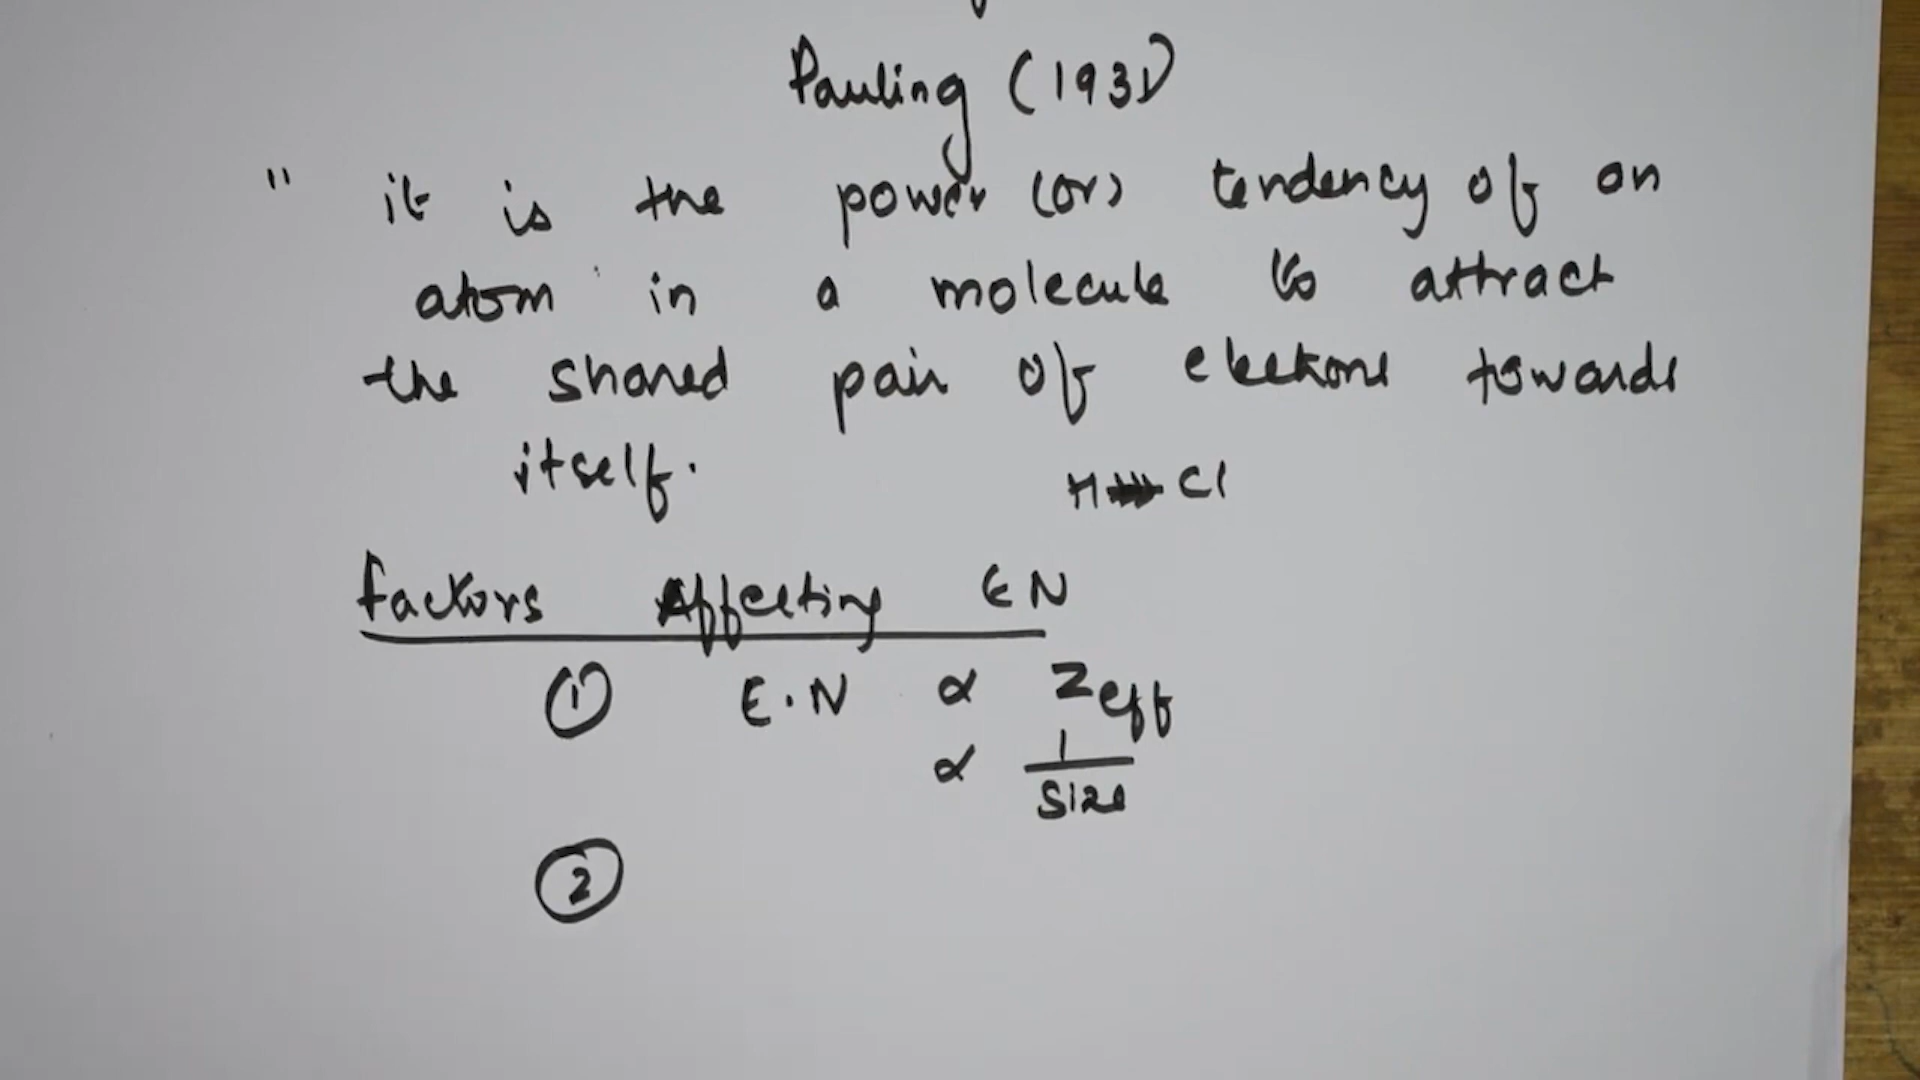 Pauling (1931)
" it is the power (or) tendency of an
atom in a molecule to attract
the shared pair of electrons towards
itself.
H Cl
Factors Affecting EN
① E.N α Zeff
α 1/Size
②